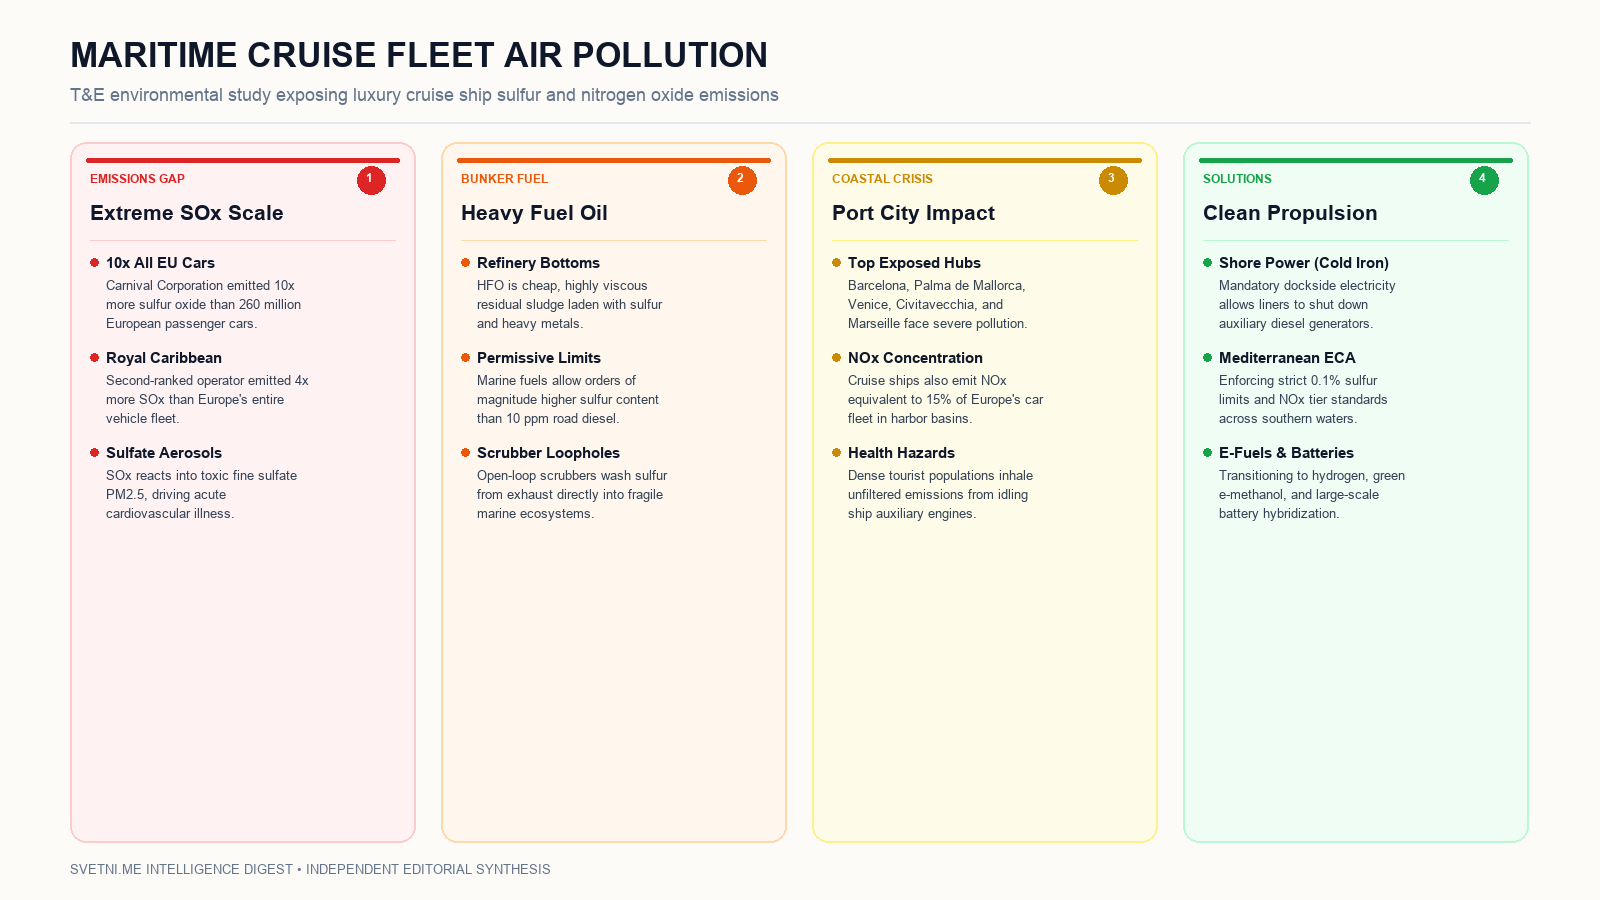 MARITIME CRUISE FLEET AIR POLLUTION
T&E environmental study exposing luxury cruise ship sulfur and nitrogen oxide emissions
EMISSIONS GAP
1
Extreme SOx Scale
10x All EU Cars
Carnival Corporation emitted 10x
more sulfur oxide than 260 million
European passenger cars.
Royal Caribbean
Second-ranked operator emitted 4x
more SOx than Europe's entire
vehicle fleet.
Sulfate Aerosols
SOx reacts into toxic fine sulfate
PM2.5, driving acute
cardiovascular illness.
BUNKER FUEL
2
Heavy Fuel Oil
Refinery Bottoms
HFO is cheap, highly viscous
residual sludge laden with sulfur
and heavy metals.
Permissive Limits
Marine fuels allow orders of
magnitude higher sulfur content
than 10 ppm road diesel.
Scrubber Loopholes
Open-loop scrubbers wash sulfur
from exhaust directly into fragile
marine ecosystems.
COASTAL CRISIS
3
Port City Impact
Top Exposed Hubs
Barcelona, Palma de Mallorca,
Venice, Civitavecchia, and
Marseille face severe pollution.
NOx Concentration
Cruise ships also emit NOx
equivalent to 15% of Europe's car
fleet in harbor basins.
Health Hazards
Dense tourist populations inhale
unfiltered emissions from idling
ship auxiliary engines.
SOLUTIONS
4
Clean Propulsion
Shore Power (Cold Iron)
Mandatory dockside electricity
allows liners to shut down
auxiliary diesel generators.
Mediterranean ECA
Enforcing strict 0.1% sulfur
limits and NOx tier standards
across southern waters.
E-Fuels & Batteries
Transitioning to hydrogen, green
e-methanol, and large-scale
battery hybridization.
SVETNI.ME INTELLIGENCE DIGEST • INDEPENDENT EDITORIAL SYNTHESIS